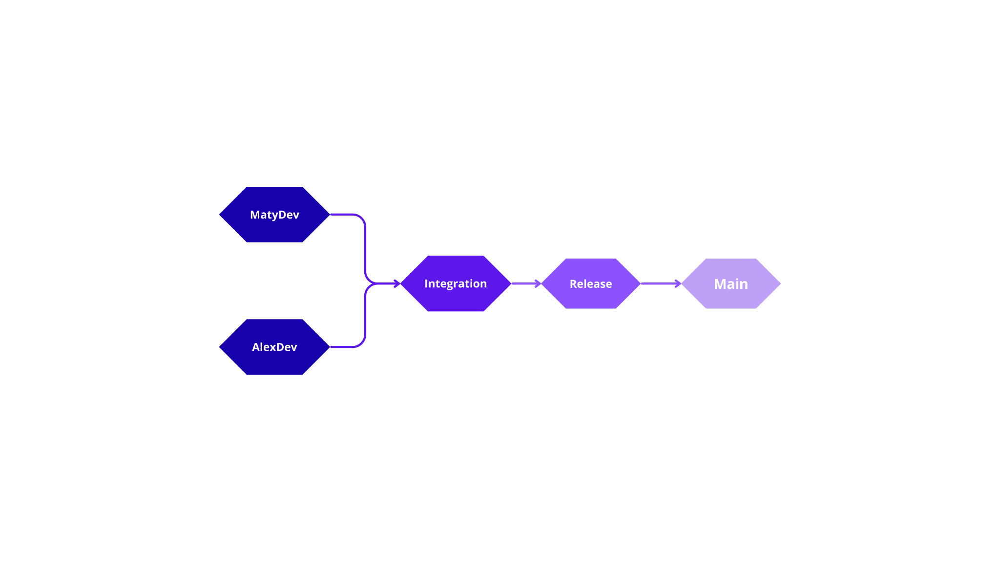 MatyDev
Integration
Release
Main
AlexDev